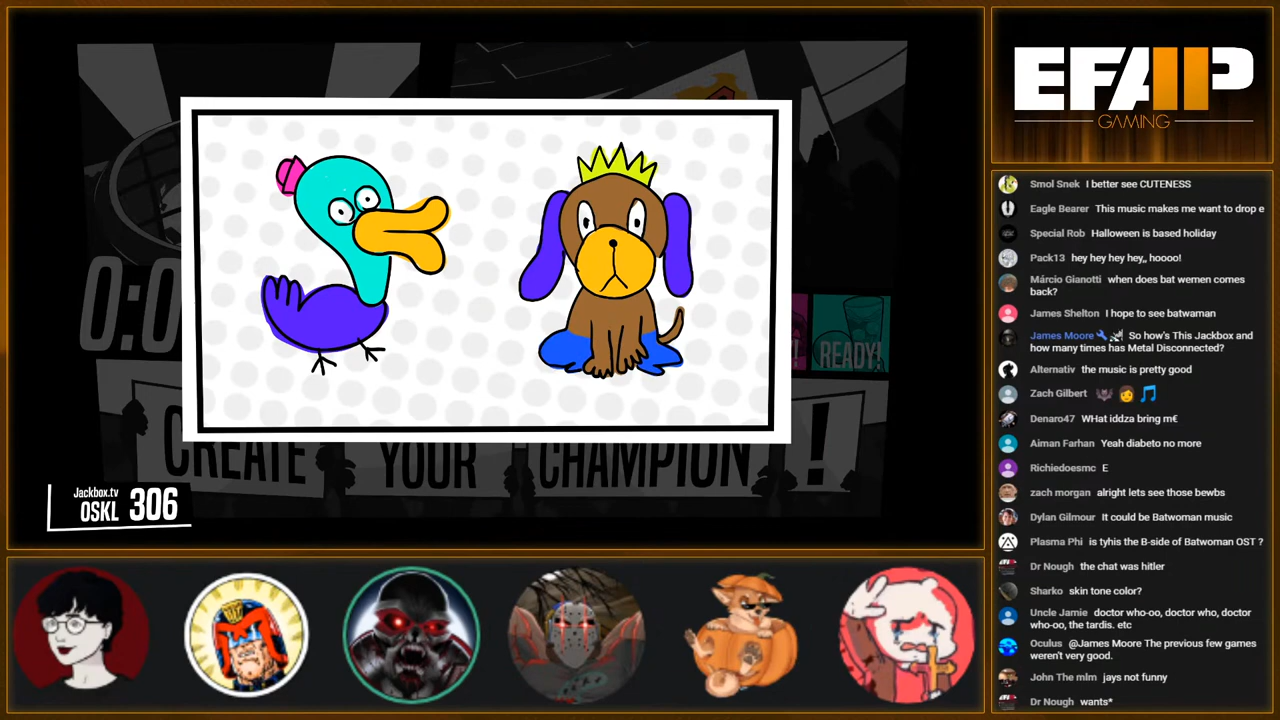 EFAP
GAMING
0:0
READY!
CREATE YOUR CHAMPION !
Jackbox.tv
OSKL 306
Smol Snek I better see CUTENESS
Eagle Bearer This music makes me want to drop e
Special Rob Halloween is based holiday
Pack13 hey hey hey hey,, hoooo!
Márcio Gianotti when does bat wemen comes
back?
James Shelton I hope to see batwaman
James Moore So how's This Jackbox and
how many times has Metal Disconnected?
Alternativ the music is pretty good
Zach Gilbert
Denaro47 WHat iddza bring m€
Aiman Farhan Yeah diabeto no more
Richiedoesmc E
zach morgan alright lets see those bewbs
Dylan Gilmour It could be Batwoman music
Plasma Phi is tyhis the B-side of Batwoman OST ?
Dr Nough the chat was hitler
Sharko skin tone color?
Uncle Jamie doctor who-oo, doctor who, doctor
who-oo, the tardis. etc
Oculus @James Moore The previous few games
weren't very good.
John The mlm jays not funny
Dr Nough wants*